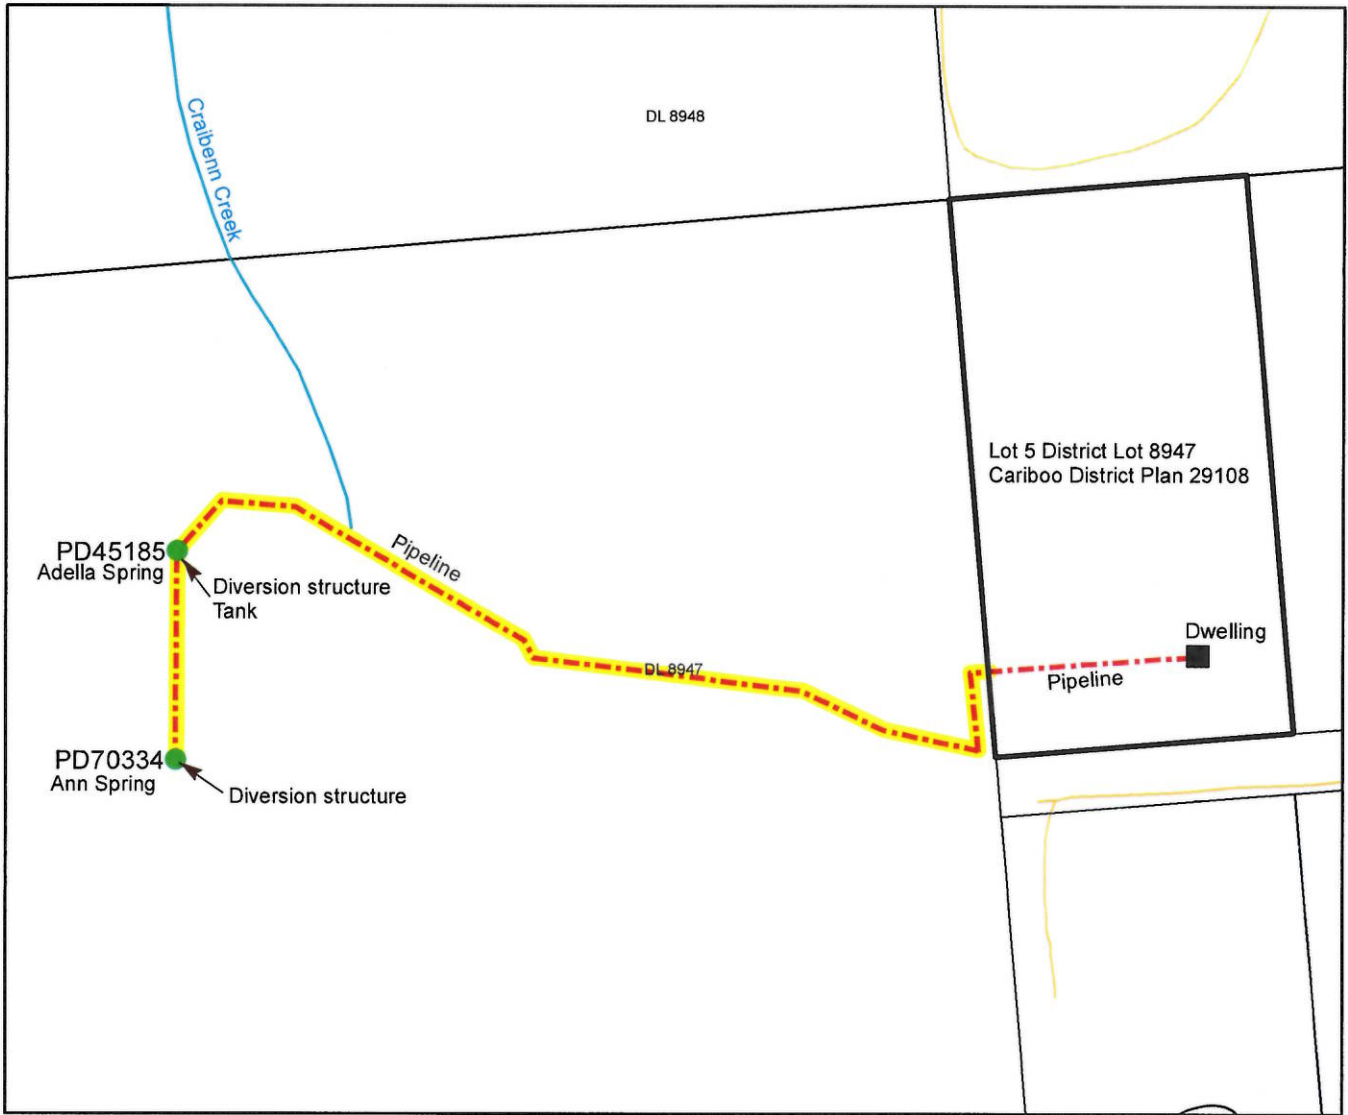 DL 8948
Craibenn Creek
Lot 5 District Lot 8947
Cariboo District Plan 29108
PD45185
Adella Spring
Diversion structure
Tank
Pipeline
Dwelling
DL 8947
Pipeline
PD70334
Ann Spring
Diversion structure